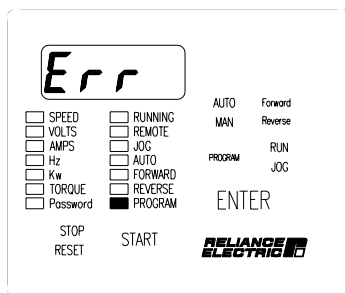 Err
SPEED
VOLTS
AMPS
Hz
Kw
TORQUE
Password
RUNNING
REMOTE
JOG
AUTO
FORWARD
REVERSE
PROGRAM
AUTO
MAN
Forward
Reverse
PROGRAM
RUN
JOG
ENTER
STOP
RESET
START
RELIANCE
ELECTRIC